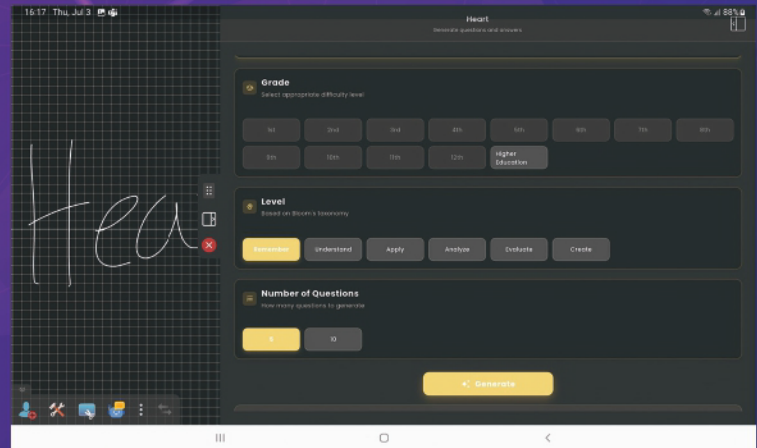 16:17 Thu, Jul 3
88%
Heart
Generate questions and answers
Grade
Select appropriate difficulty level
1st 2nd 3rd 4th 5th 6th 7th 8th
9th 10th 11th 12th Higher Education
Level
Based on Bloom's taxonomy
Remember Understand Apply Analyze Evaluate Create
Number of Questions
How many questions to generate
5 10
Generate
Hea